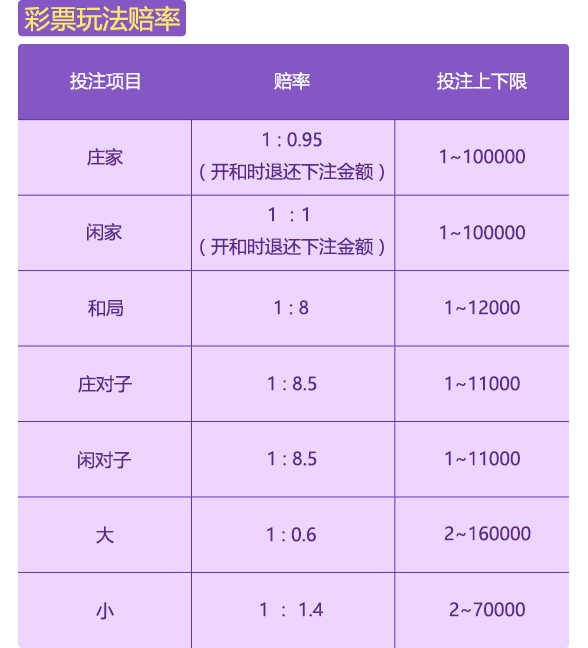 彩票玩法赔率
投注项目 赔率 投注上下限
庄家 1 : 0.95 1~100000
（开和时退还下注金额）
闲家 1 : 1 1~100000
（开和时退还下注金额）
和局 1 : 8 1~12000
庄对子 1 : 8.5 1~11000
闲对子 1 : 8.5 1~11000
大 1 : 0.6 2~160000
小 1 : 1.4 2~70000